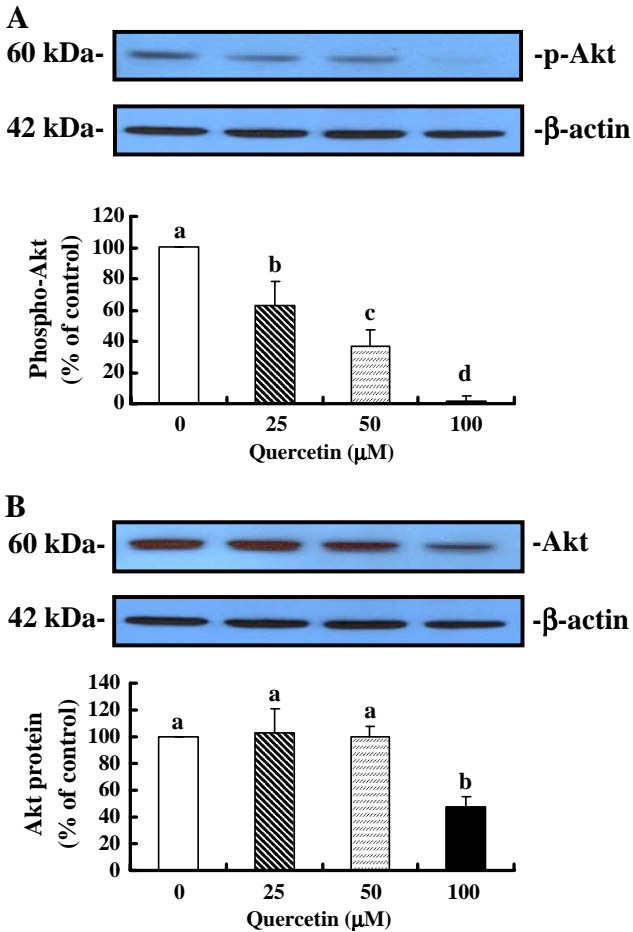 A
60 kDa- -p-Akt
42 kDa- -β-actin
Phospho-Akt
(% of control)
120
100
80
60
40
20
0
a
b
c
d
0 25 50 100
Quercetin (μM)
B
60 kDa- -Akt
42 kDa- -β-actin
Akt protein
(% of control)
140
120
100
80
60
40
20
0
a
a
a
b
0 25 50 100
Quercetin (μM)